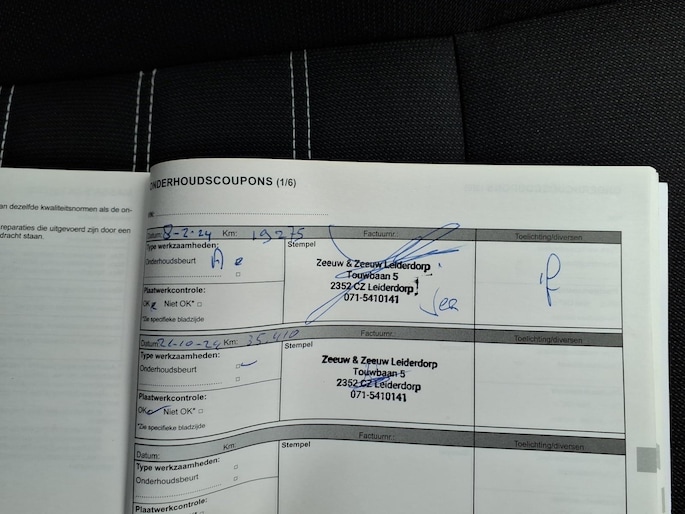 an dezelfde kwaliteitsnormen als de on-
reparaties die uitgevoerd zijn door een
dracht staan.
ONDERHOUDSCOUPONS (1/6)
Datum: 8-2-24 Km: 19275 Factuurnr.: Toelichting/diversen
Type werkzaamheden: Stempel
Onderhoudsbeurt A
Zeeuw & Zeeuw Leiderdorp
Touwbaan 5
2352 CZ Leiderdorp
071-5410141
Plaatwerkcontrole:
OK Niet OK* □
*Zie specifieke bladzijde
Datum: 21-10-24 Km: 35.410 Factuurnr.: Toelichting/diversen
Type werkzaamheden: Stempel
Onderhoudsbeurt
Zeeuw & Zeeuw Leiderdorp
Touwbaan 5
2352 CZ Leiderdorp
071-5410141
Plaatwerkcontrole:
OK Niet OK* □
*Zie specifieke bladzijde
Datum: Km: Factuurnr.: Toelichting/diversen
Type werkzaamheden: Stempel
Onderhoudsbeurt □
Plaatwerkcontrole: